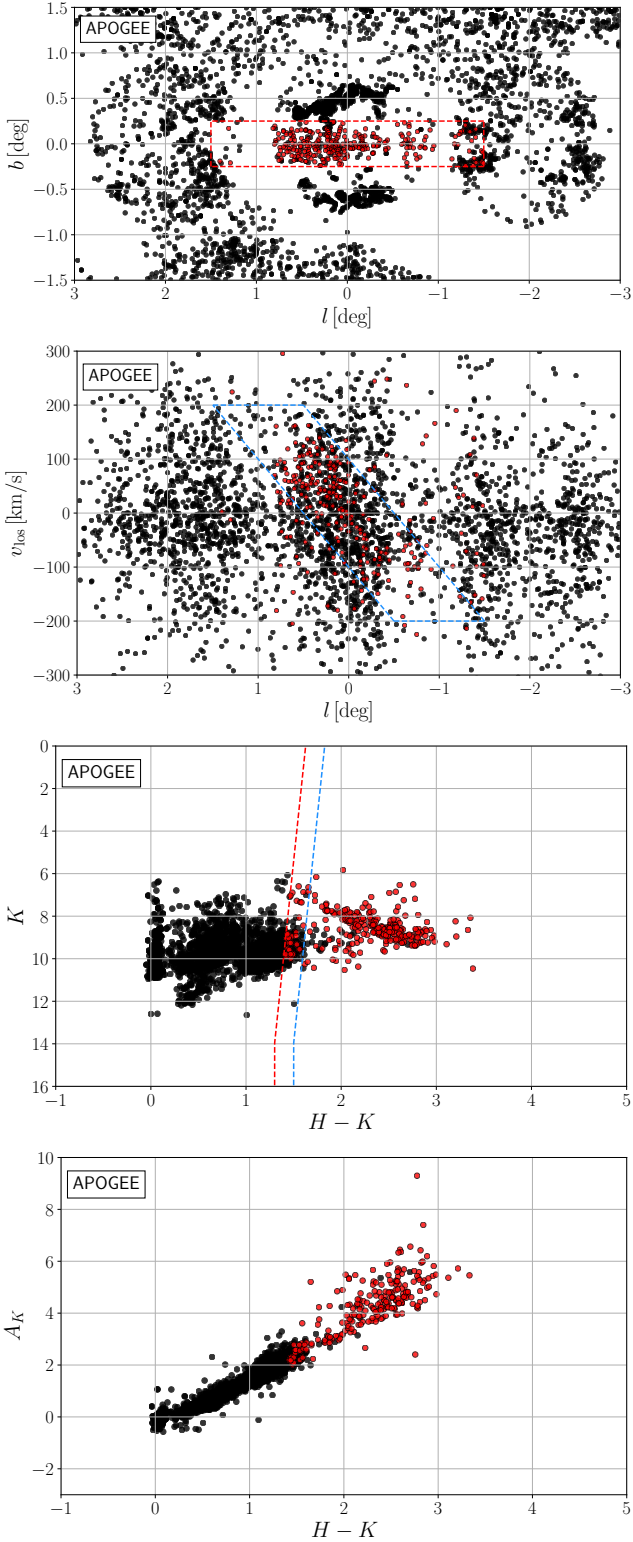 APOGEE
1.5
1.0
0.5
0.0
−0.5
−1.0
−1.5
b [deg]
3 2 1 0 −1 −2 −3
l [deg]
APOGEE
300
200
100
0
−100
−200
−300
v_los [km/s]
3 2 1 0 −1 −2 −3
l [deg]
APOGEE
0
2
4
6
8
10
12
14
16
K
−1 0 1 2 3 4 5
H − K
APOGEE
10
8
6
4
2
0
−2
A_K
−1 0 1 2 3 4 5
H − K